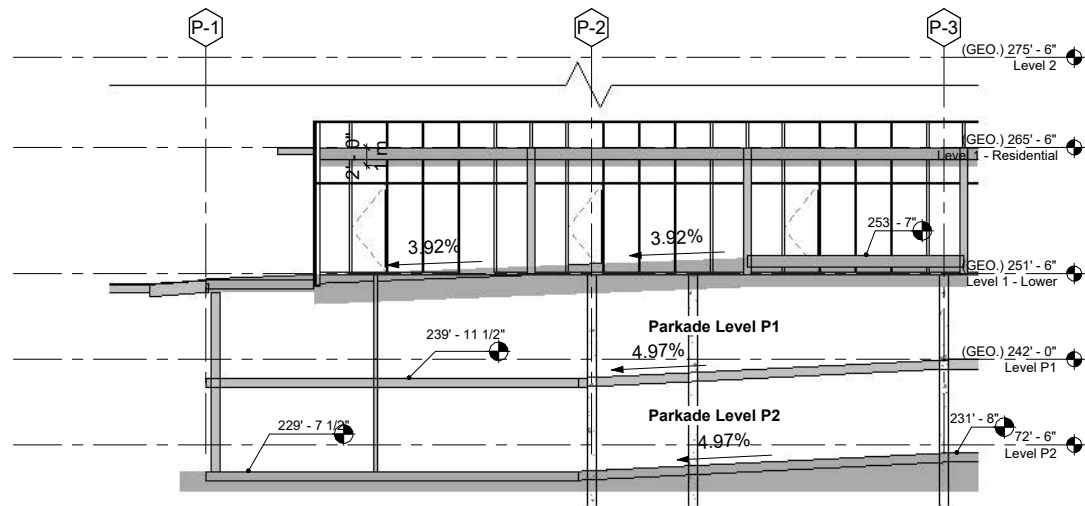 P-1
P-2
P-3
(GEO.) 275' - 6"
Level 2
2' - 0"
1 m
(GEO.) 265' - 6"
Level 1 - Residential
253' - 7"
3.92%
3.92%
(GEO.) 251' - 6"
Level 1 - Lower
Parkade Level P1
239' - 11 1/2"
4.97%
(GEO.) 242' - 0"
Level P1
Parkade Level P2
229' - 7 1/2"
4.97%
231' - 8"
72' - 6"
Level P2